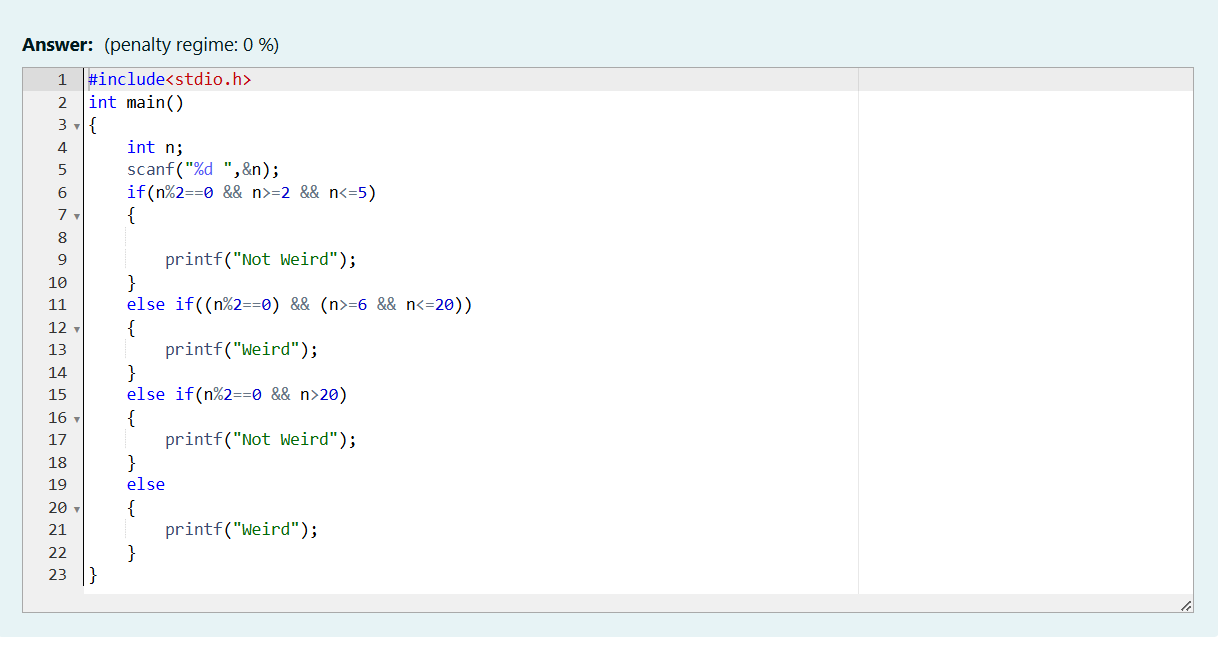 Answer: (penalty regime: 0 %)
1 #include<stdio.h>
2 int main()
3 {
4     int n;
5     scanf("%d ",&n);
6     if(n%2==0 && n>=2 && n<=5)
7     {
8
9         printf("Not Weird");
10     }
11     else if((n%2==0) && (n>=6 && n<=20))
12     {
13         printf("Weird");
14     }
15     else if(n%2==0 && n>20)
16     {
17         printf("Not Weird");
18     }
19     else
20     {
21         printf("Weird");
22     }
23 }